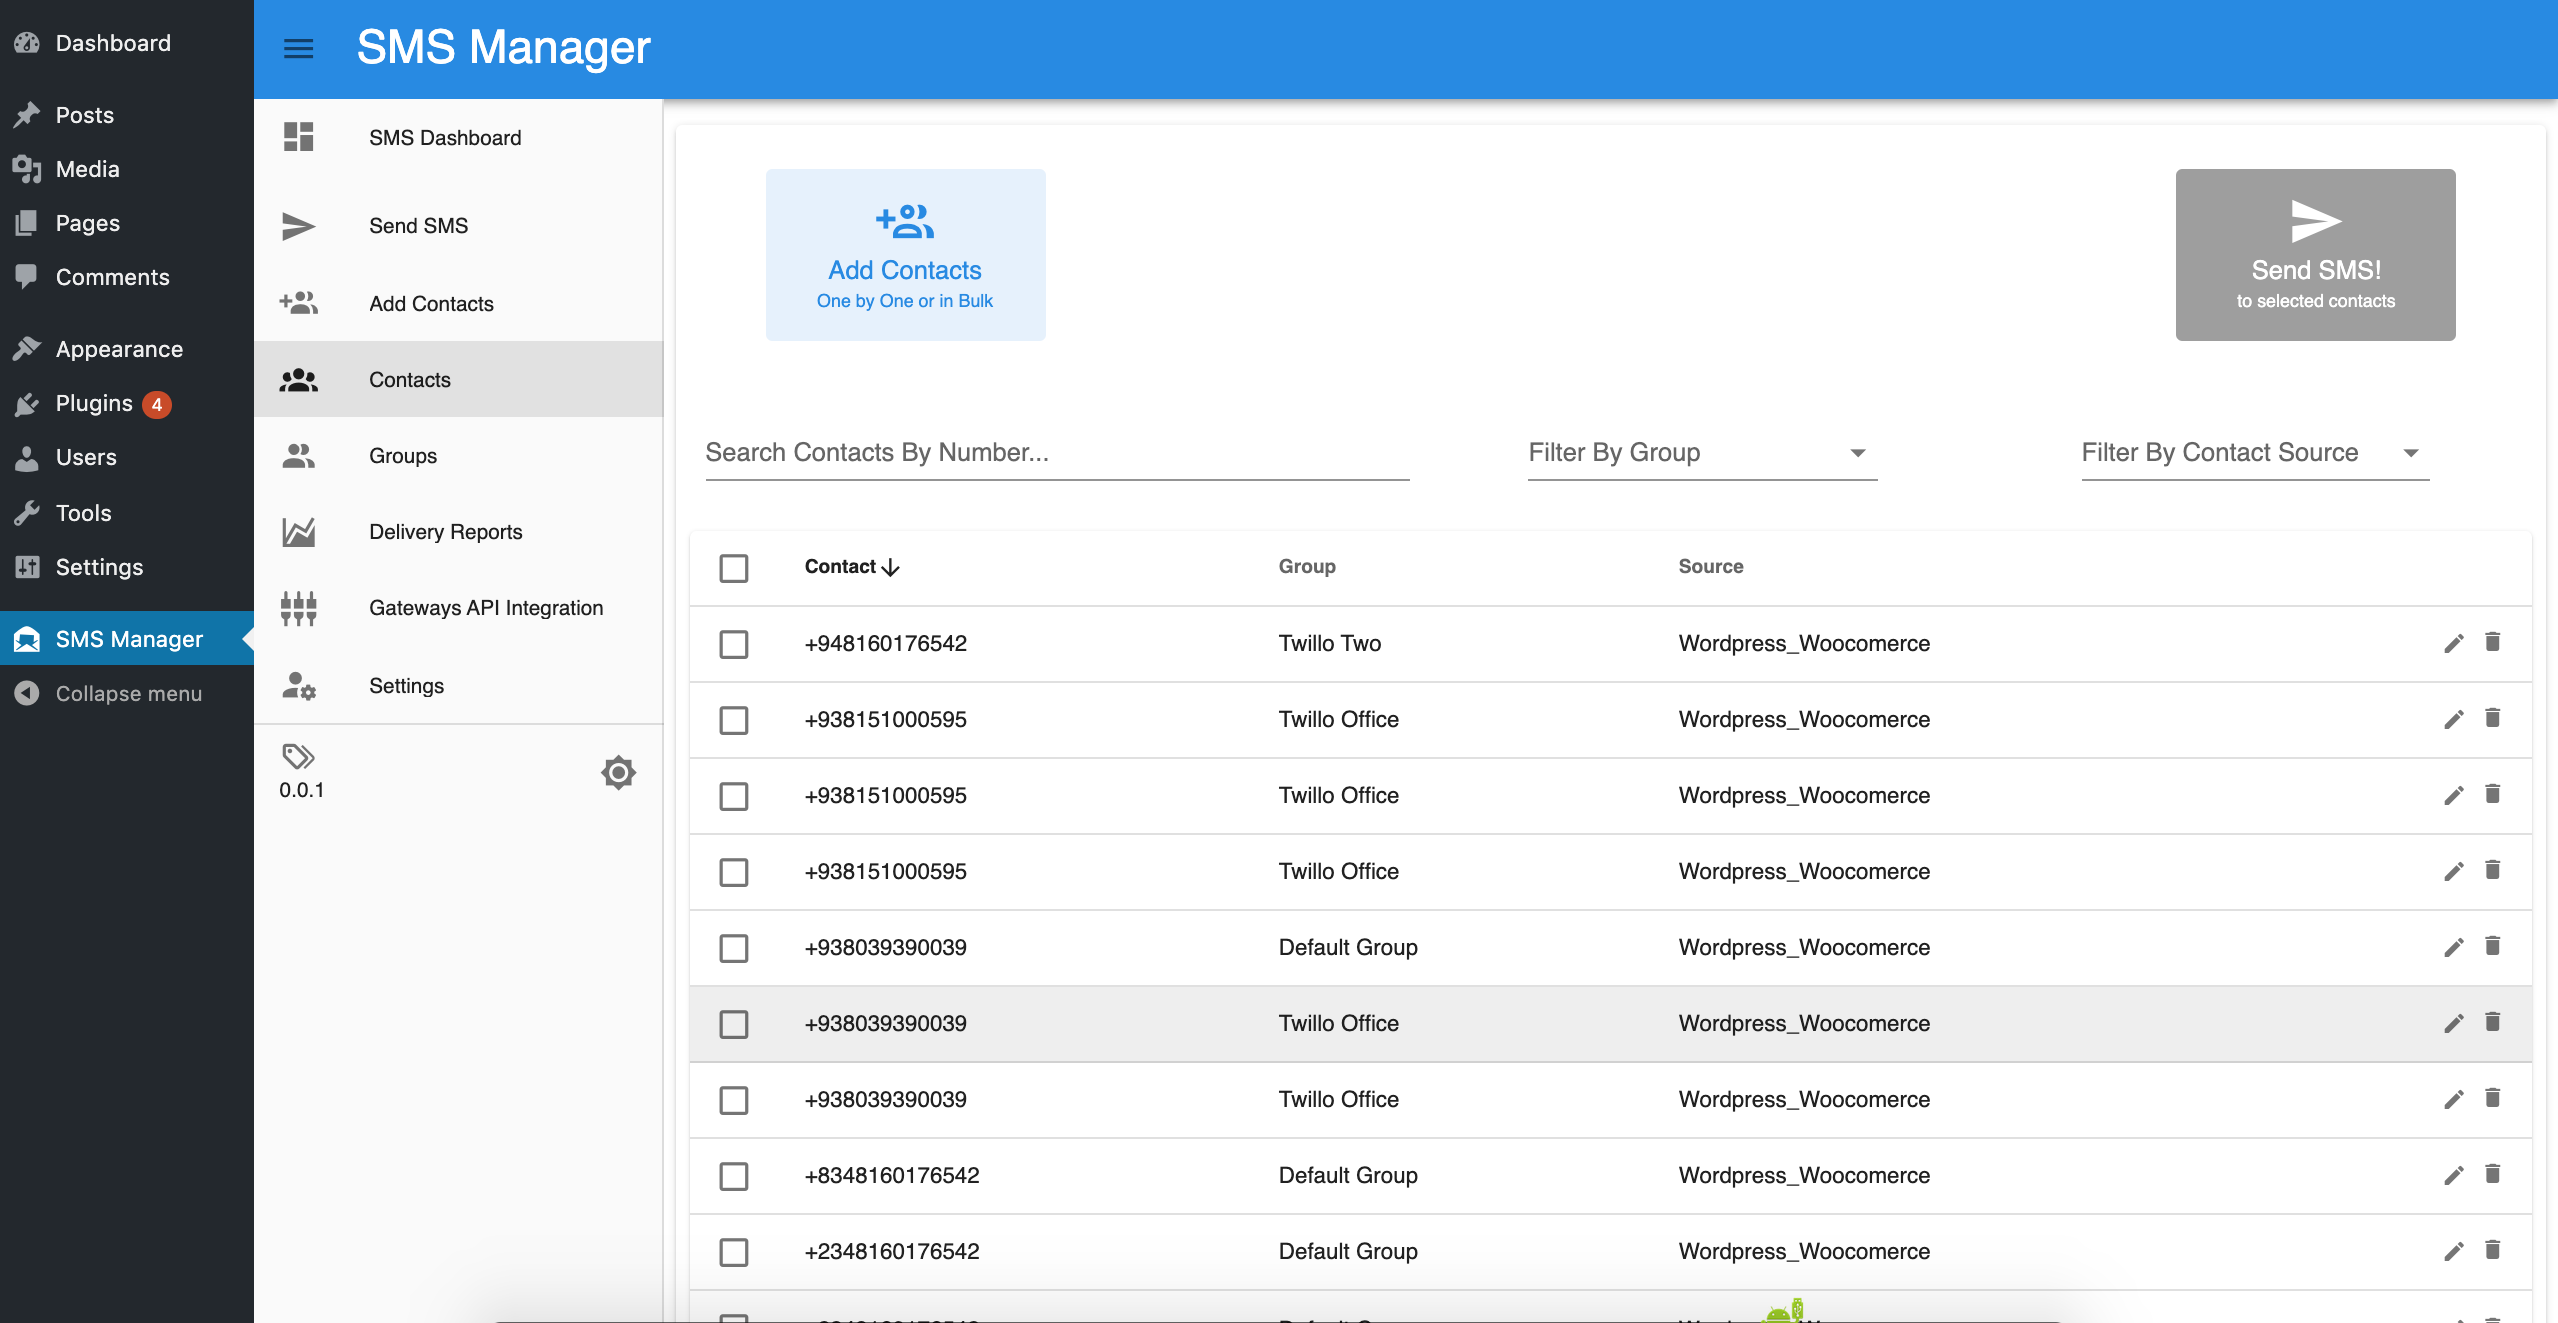 Dashboard
Posts
Media
Pages
Comments
Appearance
Plugins 4
Users
Tools
Settings
SMS Manager
Collapse menu
SMS Manager
SMS Dashboard
Send SMS
Add Contacts
Contacts
Groups
Delivery Reports
Gateways API Integration
Settings
0.0.1
Add Contacts
One by One or in Bulk
Send SMS!
to selected contacts
Search Contacts By Number...
Filter By Group
Filter By Contact Source
Contact Group Source
+948160176542 Twillo Two Wordpress_Woocomerce
+938151000595 Twillo Office Wordpress_Woocomerce
+938151000595 Twillo Office Wordpress_Woocomerce
+938151000595 Twillo Office Wordpress_Woocomerce
+938039390039 Default Group Wordpress_Woocomerce
+938039390039 Twillo Office Wordpress_Woocomerce
+938039390039 Twillo Office Wordpress_Woocomerce
+8348160176542 Default Group Wordpress_Woocomerce
+2348160176542 Default Group Wordpress_Woocomerce